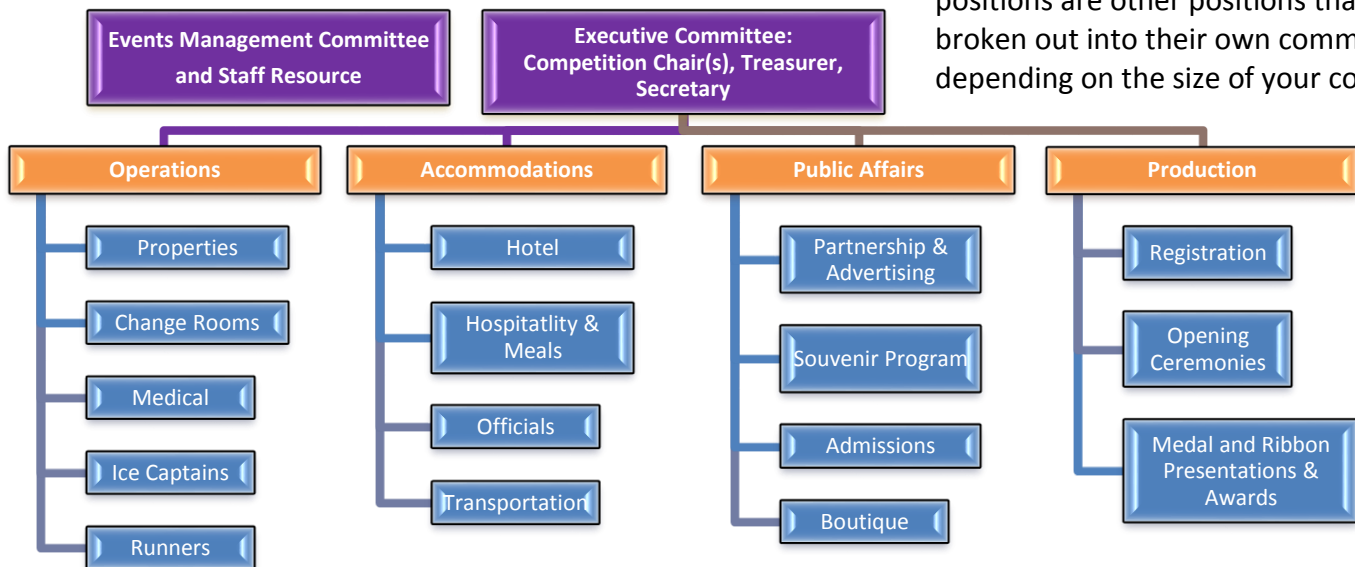 positions are other positions
broken out into their own
depending on the size of your
Events Management Committee
and Staff Resource
Executive Committee:
Competition Chair(s), Treasurer,
Secretary
Operations
Accommodations
Public Affairs
Production
Properties
Change Rooms
Medical
Ice Captains
Runners
Hotel
Hospitatlity &
Meals
Officials
Transportation
Partnership &
Advertising
Souvenir Program
Admissions
Boutique
Registration
Opening
Ceremonies
Medal and Ribbon
Presentations &
Awards